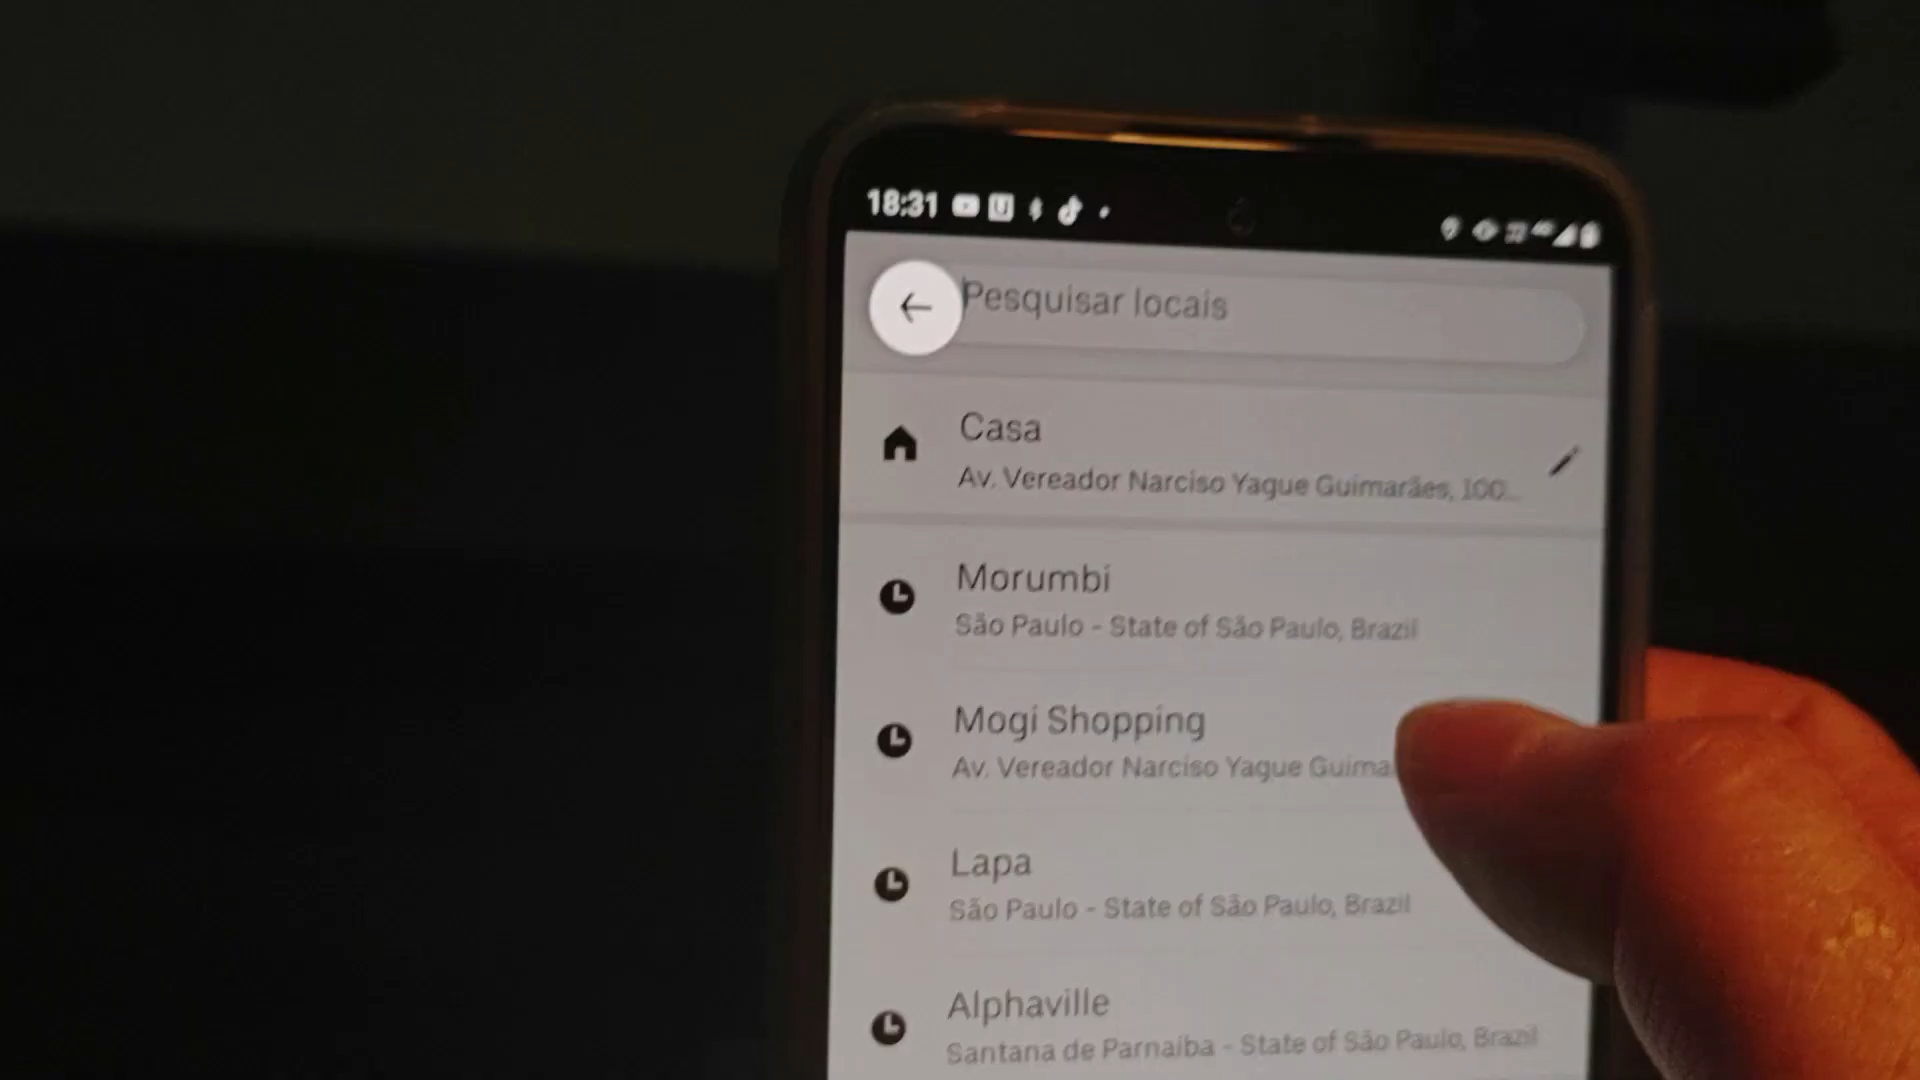 18:31
Pesquisar locais
Casa
Av. Vereador Narciso Yague Guimarães, 100...
Morumbi
São Paulo - State of São Paulo, Brazil
Mogi Shopping
Av. Vereador Narciso Yague Guima
Lapa
São Paulo - State of São Paulo, Brazil
Alphaville
Santana de Parnaíba - State of São Paulo, Brazil